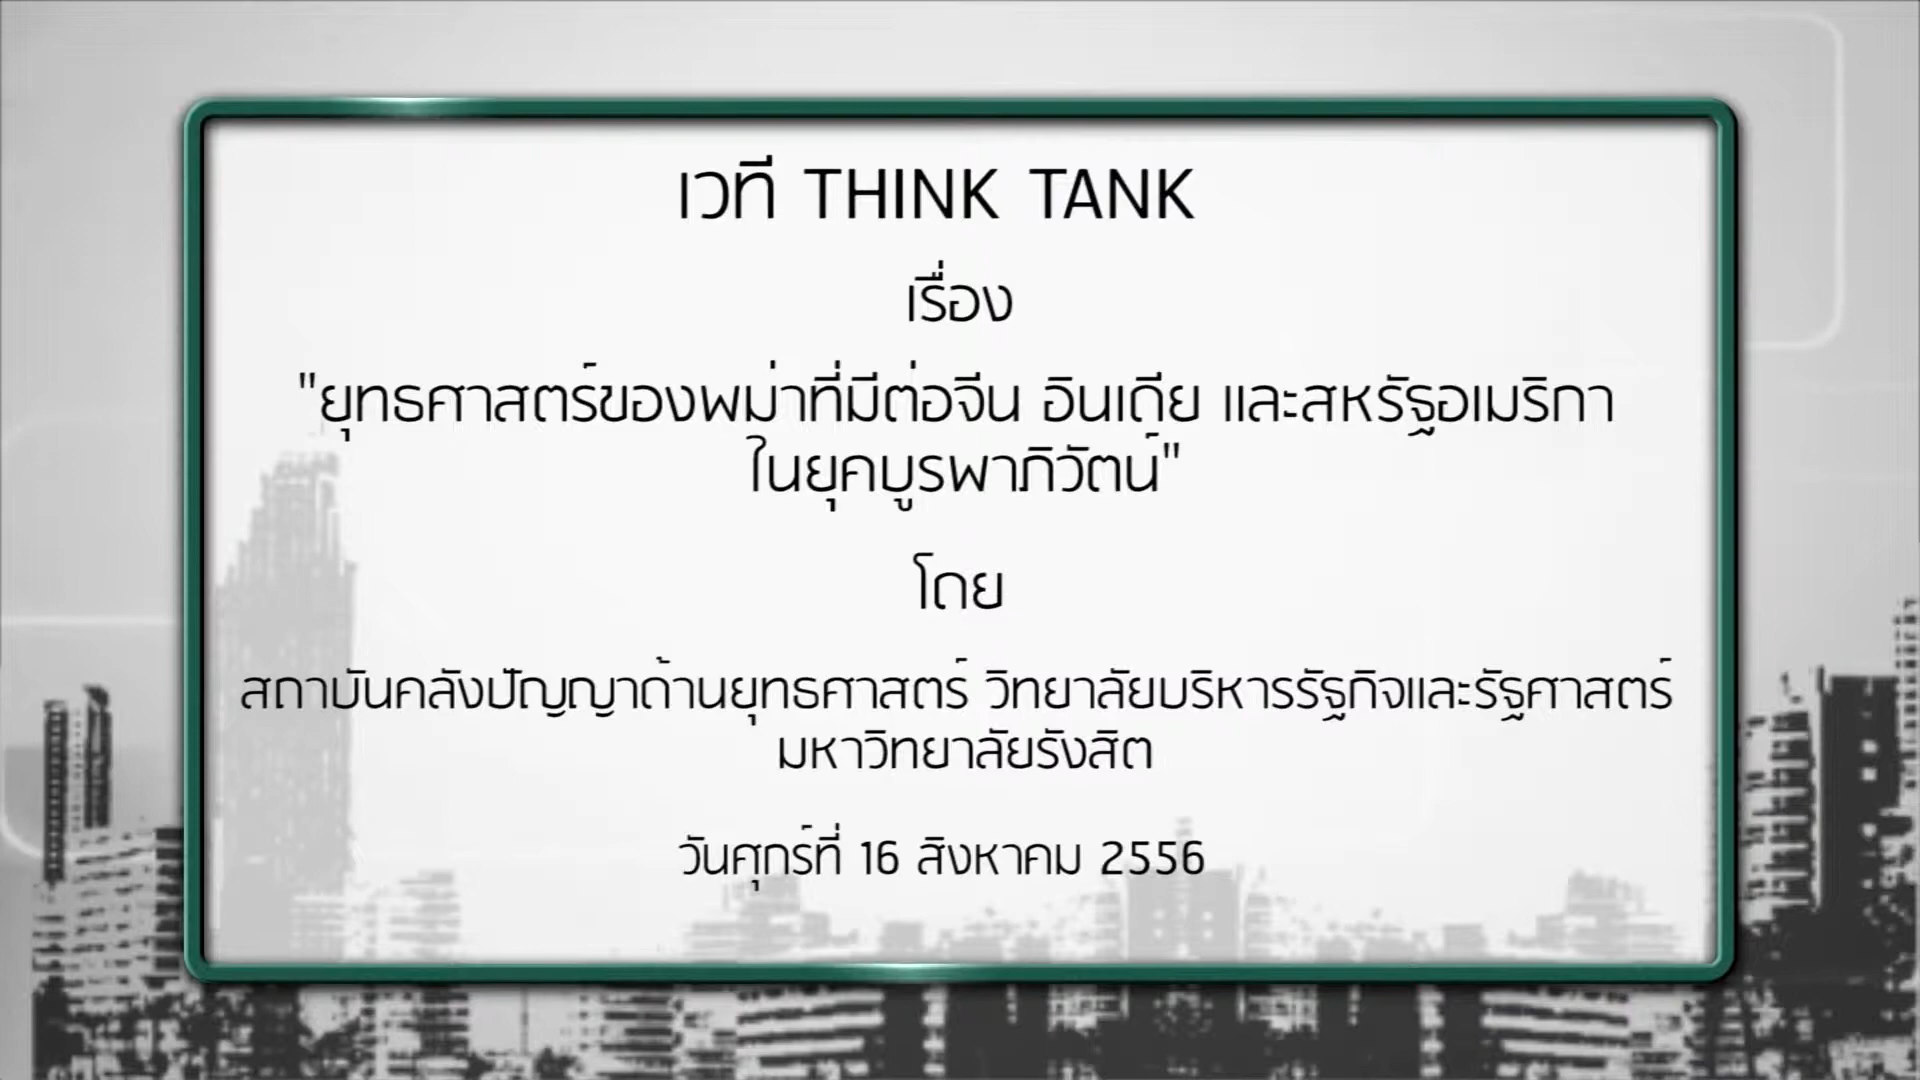 เวที THINK TANK
เรื่อง
"ยุทธศาสตร์ของพม่าที่มีต่อจีน อินเดีย และสหรัฐอเมริกา
ในยุคบูรพาภิวัตน์"
โดย
สถาบันคลังปัญญาด้านยุทธศาสตร์ วิทยาลัยบริหารรัฐกิจและรัฐศาสตร์
มหาวิทยาลัยรังสิต
วันศุกร์ที่ 16 สิงหาคม 2556